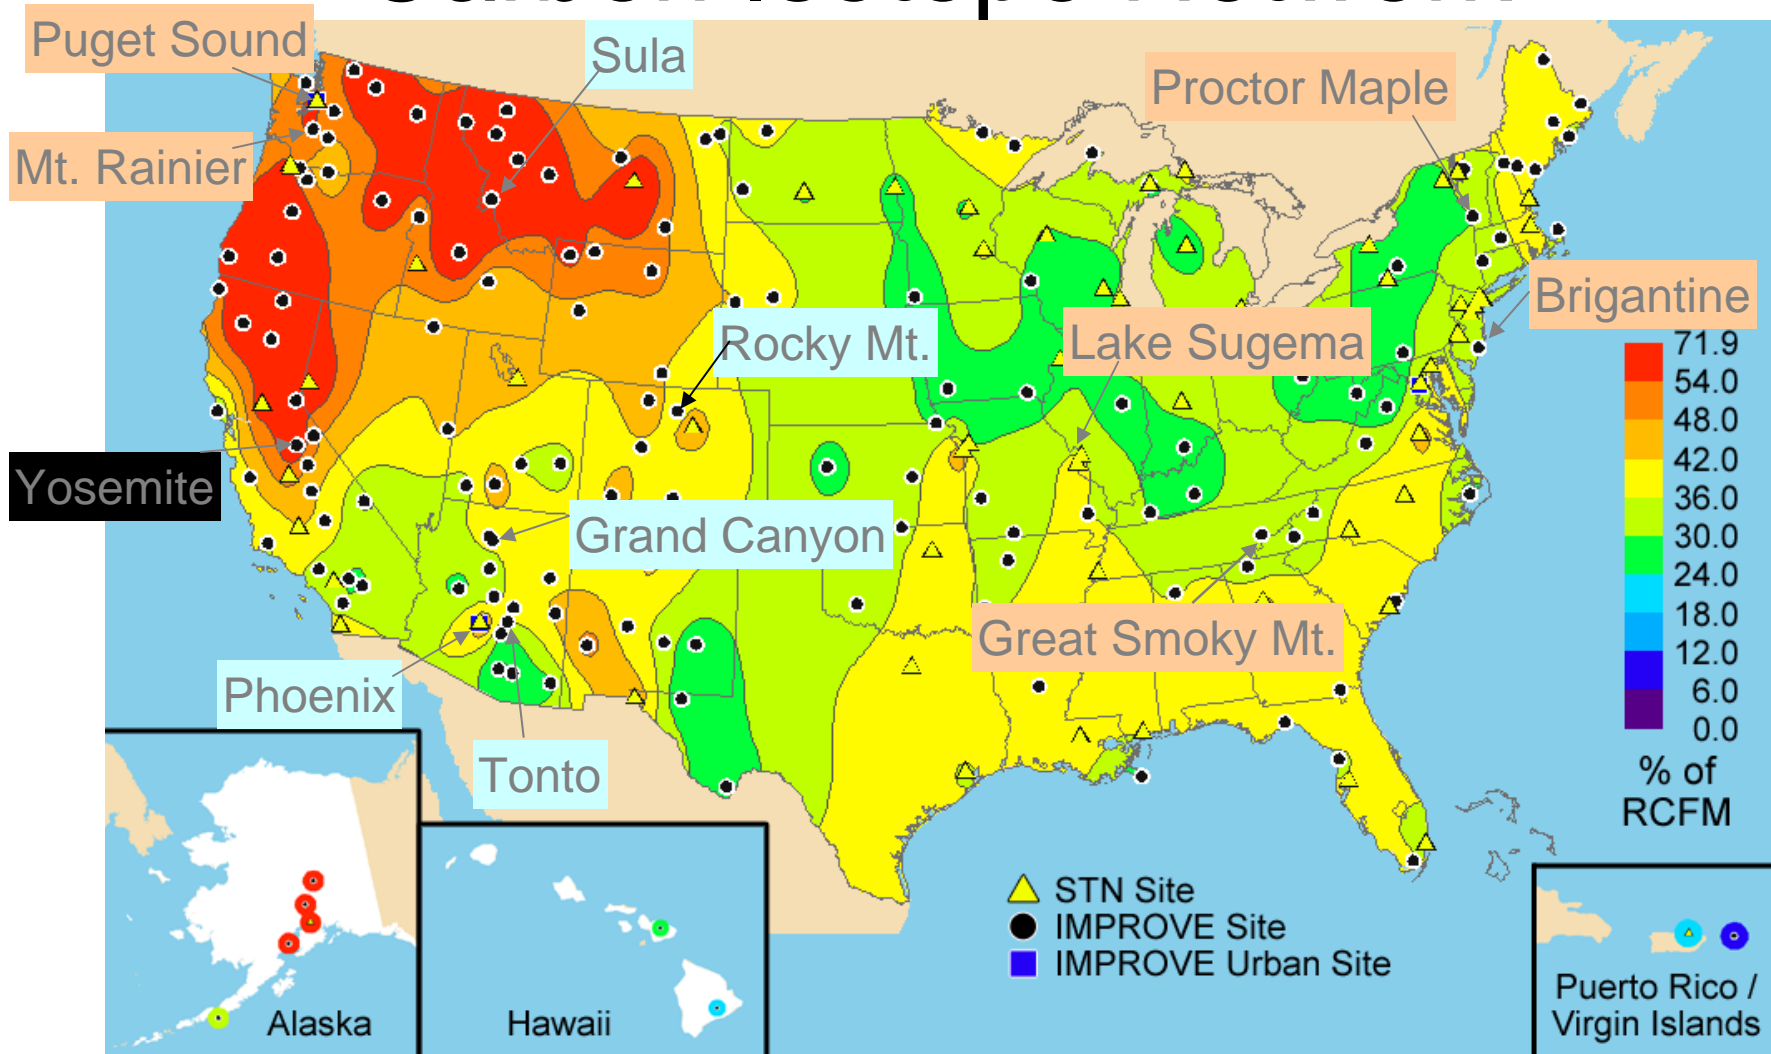 Puget Sound
Sula
Proctor Maple
Mt. Rainier
Brigantine
Rocky Mt.
Lake Sugema
71.9
54.0
48.0
42.0
36.0
30.0
24.0
18.0
12.0
6.0
0.0
% of
RCFM
Yosemite
Grand Canyon
Great Smoky Mt.
Phoenix
Tonto
STN Site
IMPROVE Site
IMPROVE Urban Site
Alaska
Hawaii
Puerto Rico /
Virgin Islands